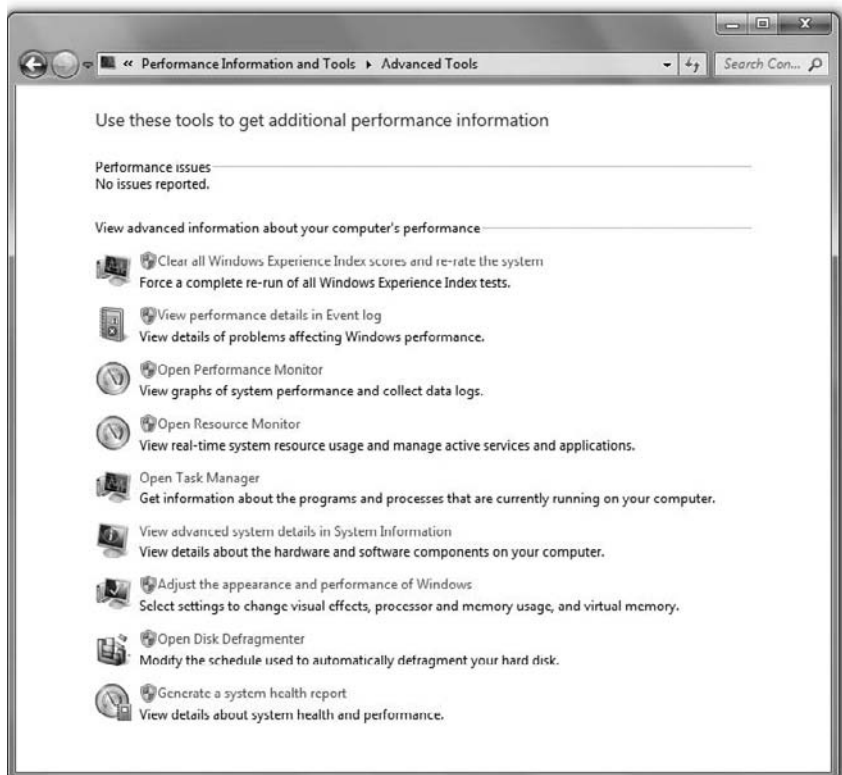 « Performance Information and Tools ▸ Advanced Tools
Search Con...
Use these tools to get additional performance information
Performance issues
No issues reported.
View advanced information about your computer's performance
Clear all Windows Experience Index scores and re-rate the system
Force a complete re-run of all Windows Experience Index tests.
View performance details in Event log
View details of problems affecting Windows performance.
Open Performance Monitor
View graphs of system performance and collect data logs.
Open Resource Monitor
View real-time system resource usage and manage active services and applications.
Open Task Manager
Get information about the programs and processes that are currently running on your computer.
View advanced system details in System Information
View details about the hardware and software components on your computer.
Adjust the appearance and performance of Windows
Select settings to change visual effects, processor and memory usage, and virtual memory.
Open Disk Defragmenter
Modify the schedule used to automatically defragment your hard disk.
Generate a system health report
View details about system health and performance.